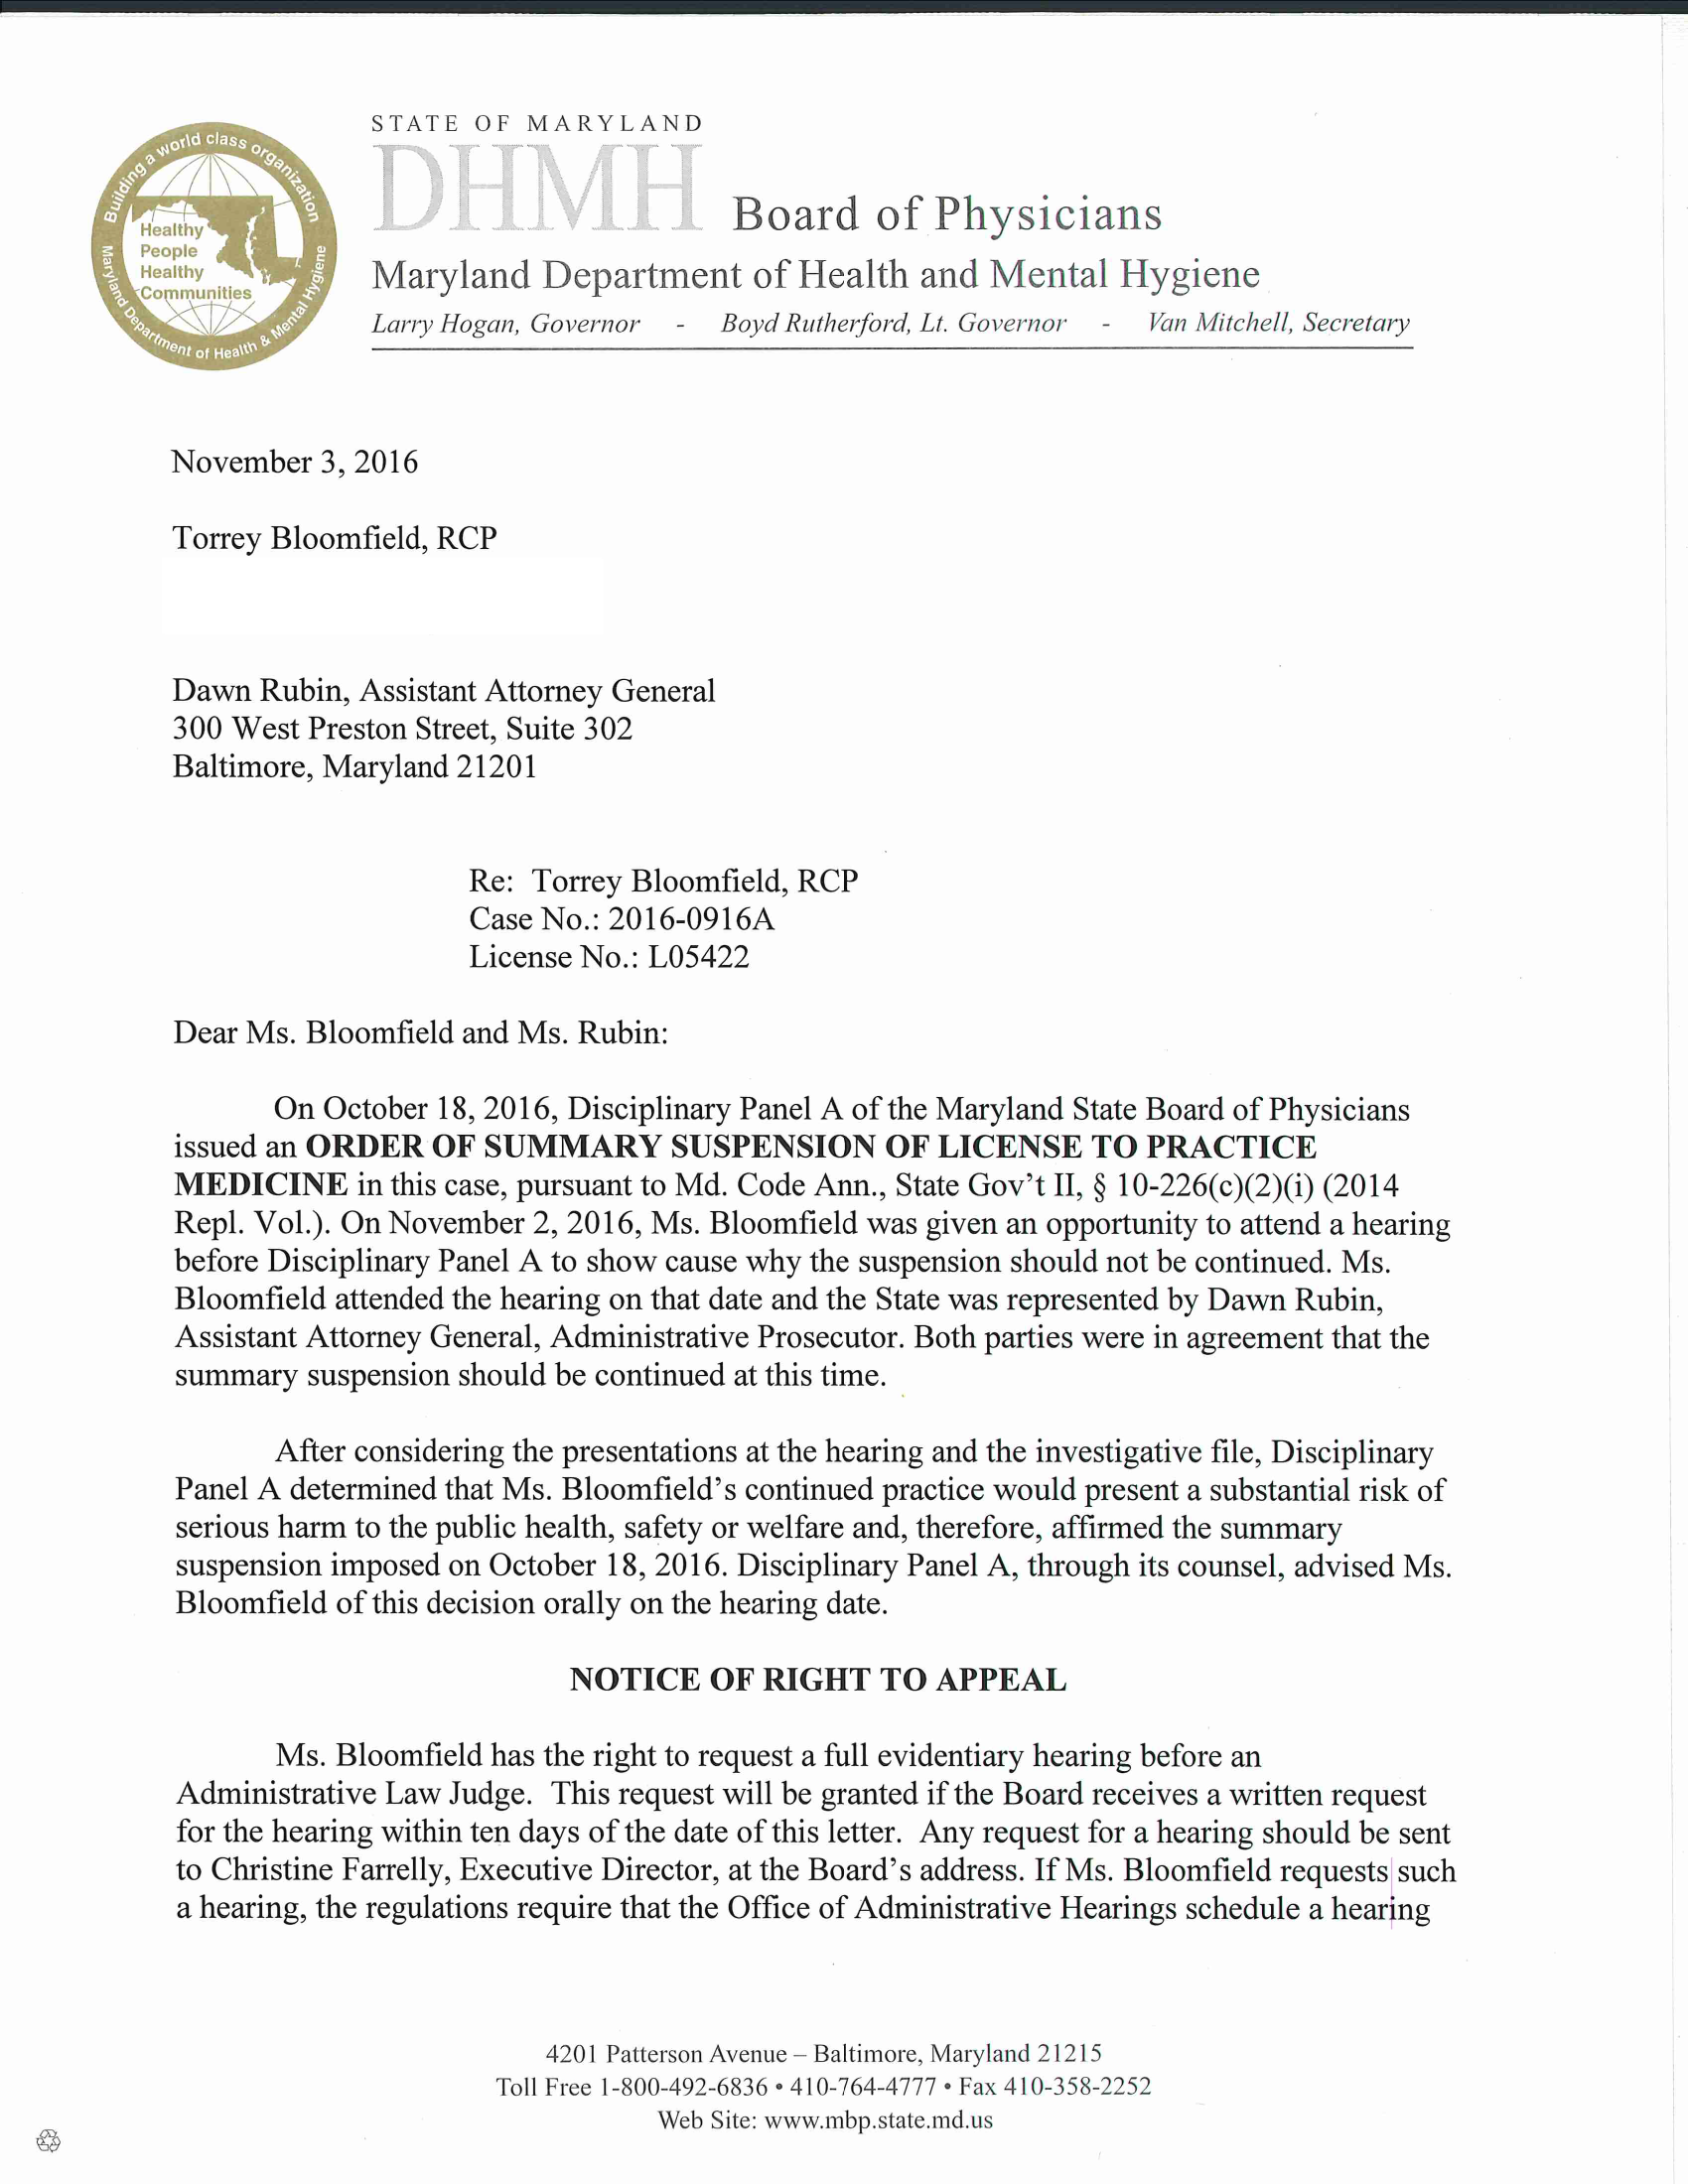 Building a world class organization
Healthy
People
Healthy
Communities
Maryland Department of Health & Mental Hygiene
STATE OF MARYLAND
DHMH Board of Physicians
Maryland Department of Health and Mental Hygiene
Larry Hogan, Governor - Boyd Rutherford, Lt. Governor - Van Mitchell, Secretary
November 3, 2016
Torrey Bloomfield, RCP
Dawn Rubin, Assistant Attorney General
300 West Preston Street, Suite 302
Baltimore, Maryland 21201
Re: Torrey Bloomfield, RCP
Case No.: 2016-0916A
License No.: L05422
Dear Ms. Bloomfield and Ms. Rubin:
On October 18, 2016, Disciplinary Panel A of the Maryland State Board of Physicians
issued an ORDER OF SUMMARY SUSPENSION OF LICENSE TO PRACTICE
MEDICINE in this case, pursuant to Md. Code Ann., State Gov't II, § 10-226(c)(2)(i) (2014
Repl. Vol.). On November 2, 2016, Ms. Bloomfield was given an opportunity to attend a hearing
before Disciplinary Panel A to show cause why the suspension should not be continued. Ms.
Bloomfield attended the hearing on that date and the State was represented by Dawn Rubin,
Assistant Attorney General, Administrative Prosecutor. Both parties were in agreement that the
summary suspension should be continued at this time.
After considering the presentations at the hearing and the investigative file, Disciplinary
Panel A determined that Ms. Bloomfield's continued practice would present a substantial risk of
serious harm to the public health, safety or welfare and, therefore, affirmed the summary
suspension imposed on October 18, 2016. Disciplinary Panel A, through its counsel, advised Ms.
Bloomfield of this decision orally on the hearing date.
NOTICE OF RIGHT TO APPEAL
Ms. Bloomfield has the right to request a full evidentiary hearing before an
Administrative Law Judge. This request will be granted if the Board receives a written request
for the hearing within ten days of the date of this letter. Any request for a hearing should be sent
to Christine Farrelly, Executive Director, at the Board's address. If Ms. Bloomfield requests such
a hearing, the regulations require that the Office of Administrative Hearings schedule a hearing
4201 Patterson Avenue – Baltimore, Maryland 21215
Toll Free 1-800-492-6836 • 410-764-4777 • Fax 410-358-2252
Web Site: www.mbp.state.md.us